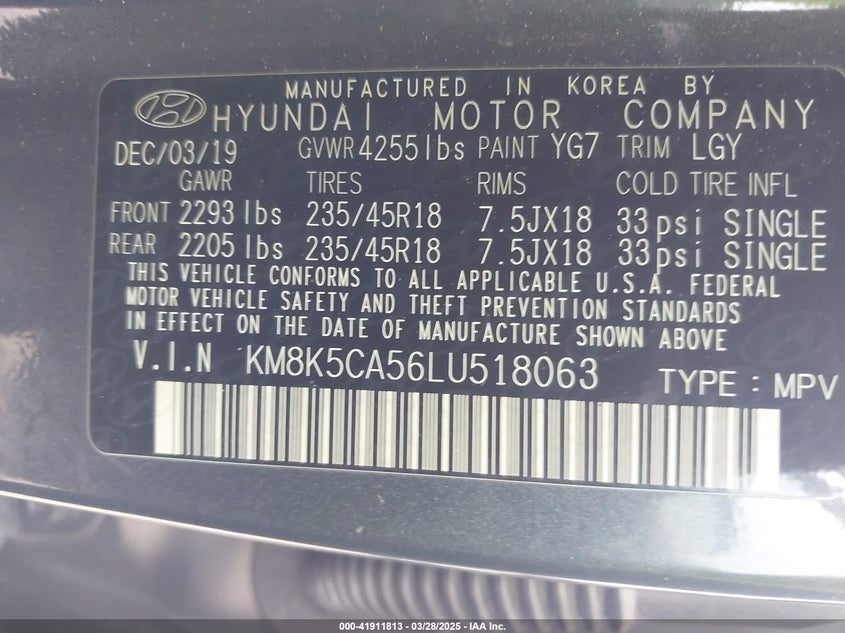 MANUFACTURED IN KOREA BY
HYUNDAI MOTOR COMPANY
DEC/03/19 GVWR 4255lbs PAINT YG7 TRIM LGY
GAWR TIRES RIMS COLD TIRE INFL
FRONT 2293 lbs 235/45R18 7.5JX18 33psi SINGLE
REAR 2205 lbs 235/45R18 7.5JX18 33psi SINGLE
THIS VEHICLE CONFORMS TO ALL APPLICABLE U.S.A. FEDERAL
MOTOR VEHICLE SAFETY AND THEFT PREVENTION STANDARDS
IN EFFECT ON THE DATE OF MANUFACTURE SHOWN ABOVE
V.I.N KM8K5CA56LU518063 TYPE : MPV
000-41911813 - 03/28/2025 - IAA Inc.